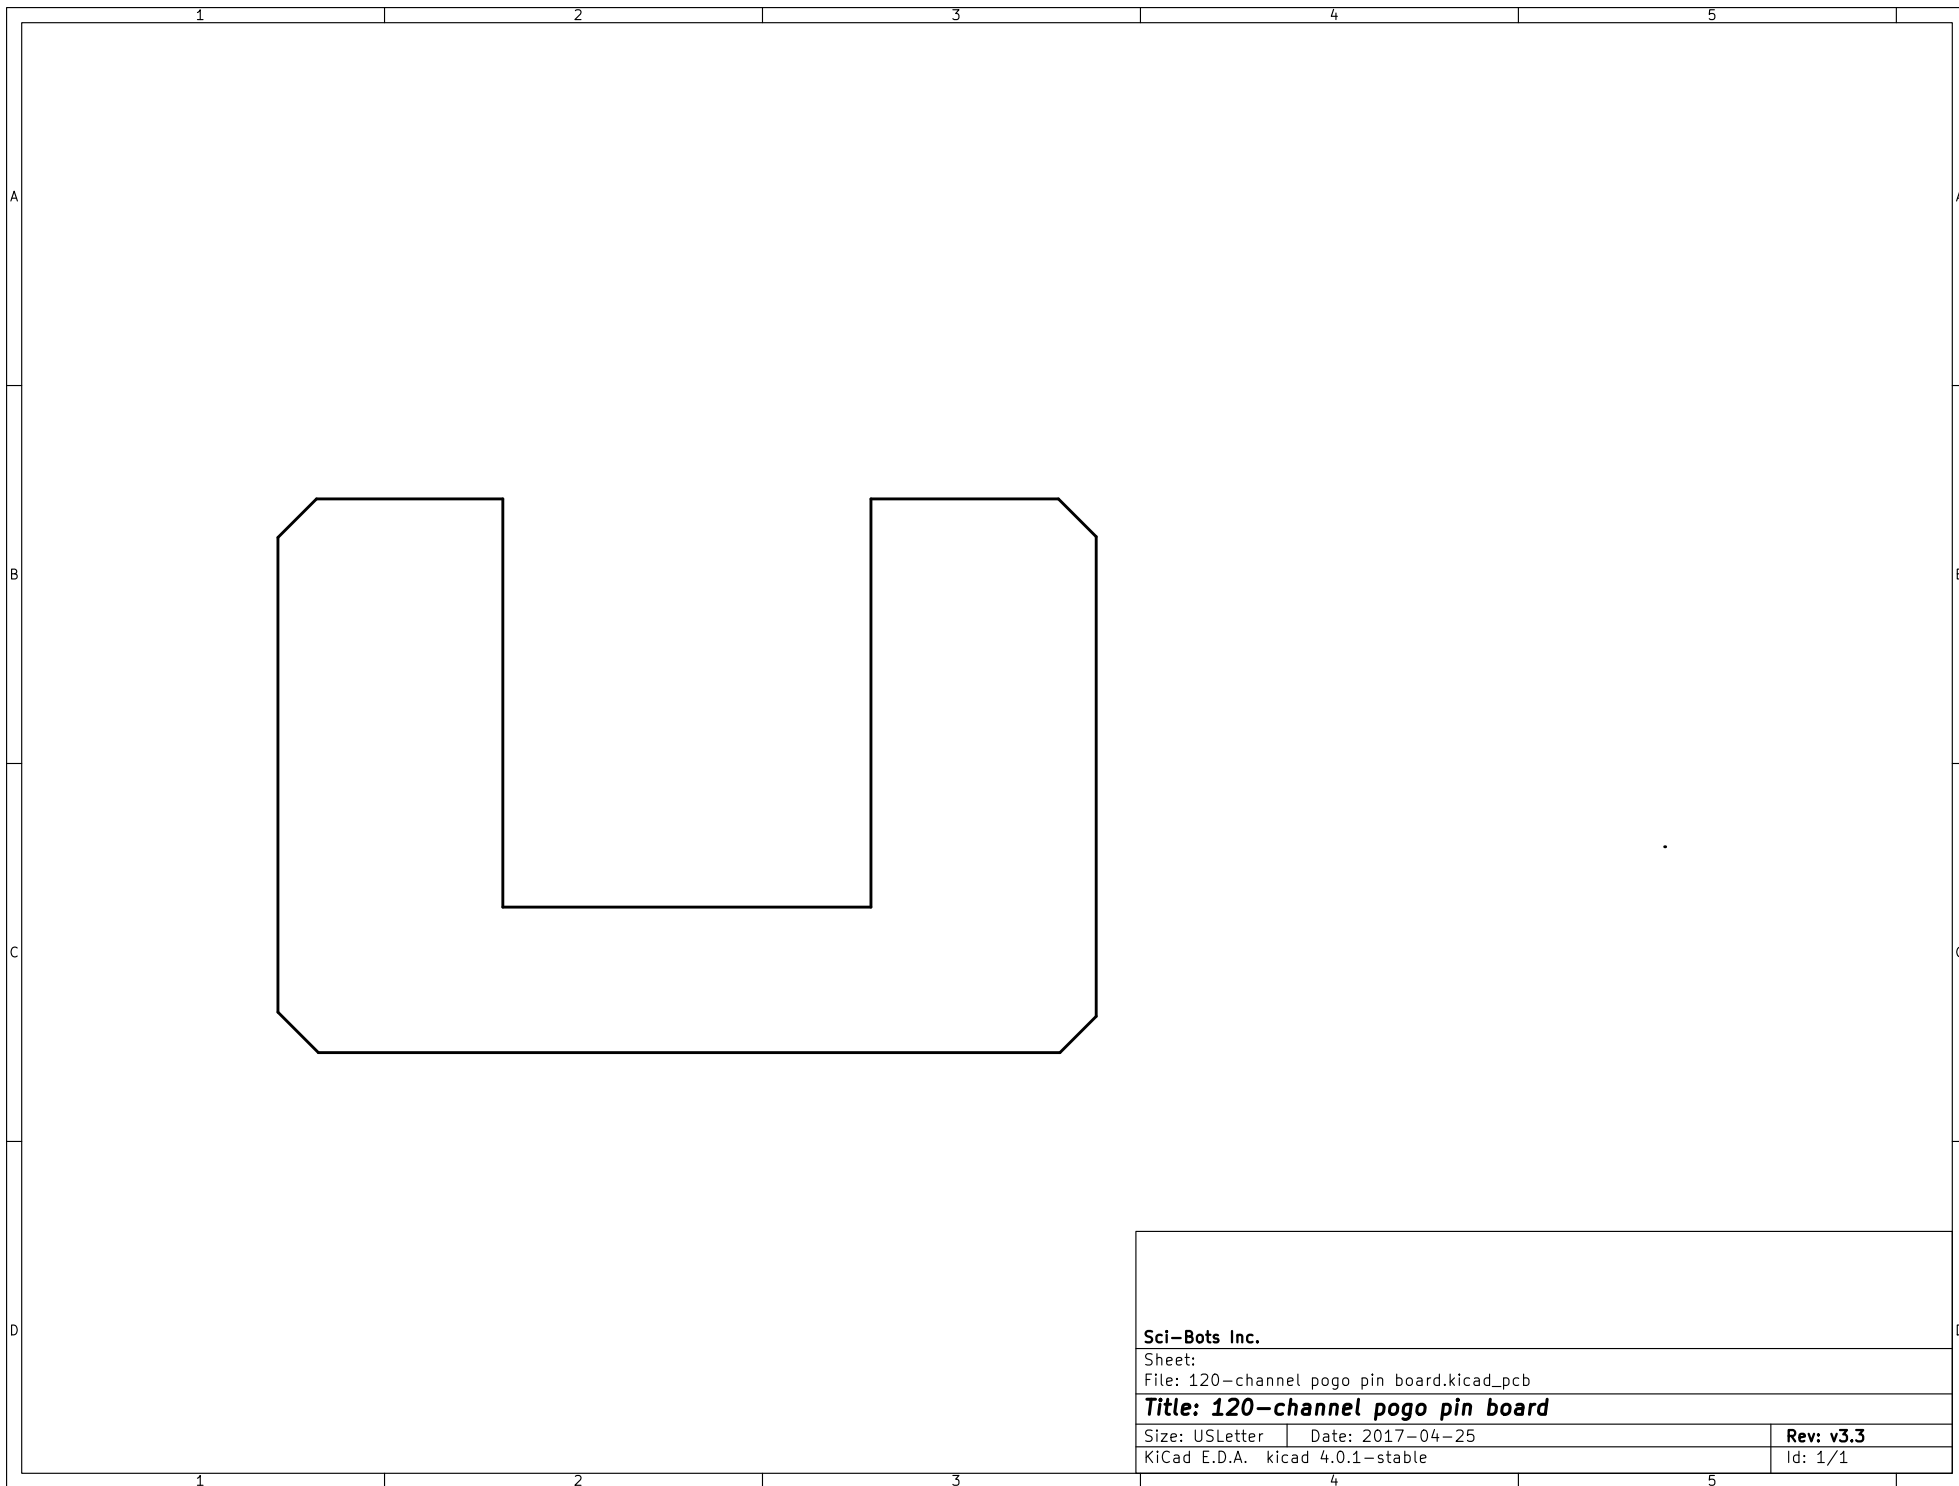 1 2 3 4 5
A A
B B
C C
D D
Sci-Bots Inc.
Sheet:
File: 120-channel pogo pin board.kicad_pcb
Title: 120-channel pogo pin board
Size: USLetter Date: 2017-04-25 Rev: v3.3
KiCad E.D.A. kicad 4.0.1-stable Id: 1/1
1 2 3 4 5